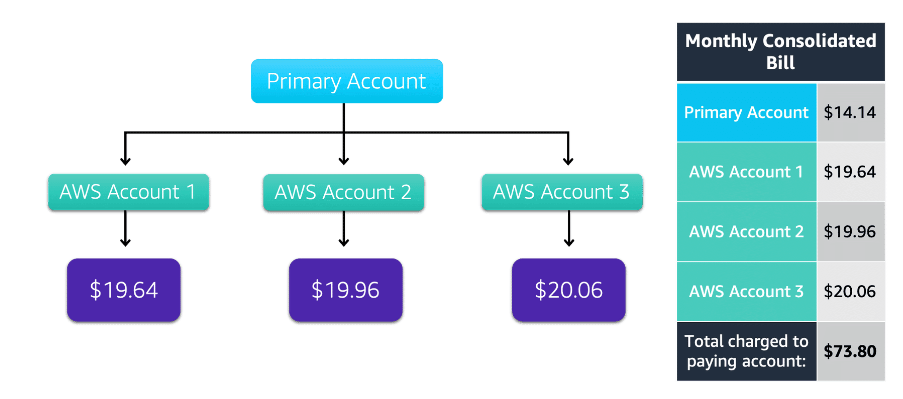 Primary Account
AWS Account 1
AWS Account 2
AWS Account 3
$19.64
$19.96
$20.06
Monthly Consolidated
Bill
Primary Account $14.14
AWS Account 1 $19.64
AWS Account 2 $19.96
AWS Account 3 $20.06
Total charged to
paying account: $73.80